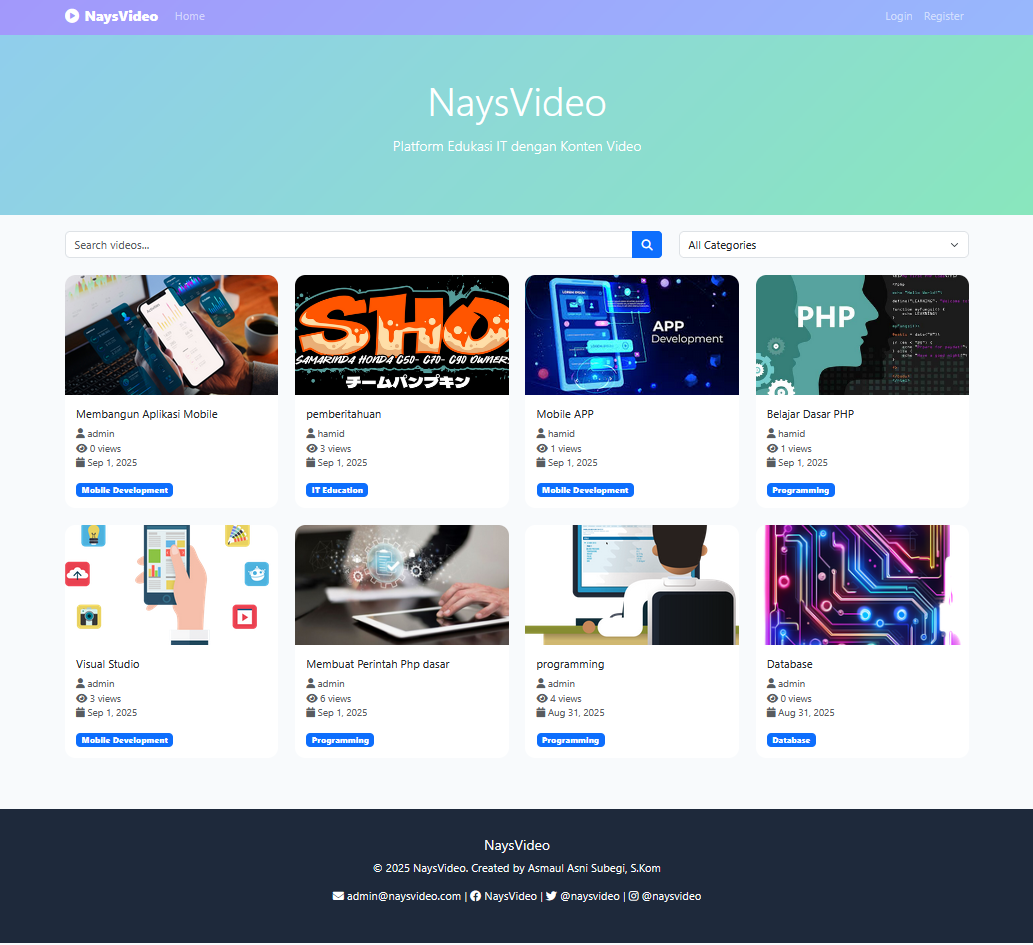 NaysVideo Home Login Register
NaysVideo
Platform Edukasi IT dengan Konten Video
Search videos... All Categories
SHO
SAMARINDA HONDA C50- C70- C90 OWNERS
チームパンプキン
APP
Development
PHP
Membangun Aplikasi Mobile
admin
0 views
Sep 1, 2025
Mobile Development
pemberitahuan
hamid
3 views
Sep 1, 2025
IT Education
Mobile APP
hamid
1 views
Sep 1, 2025
Mobile Development
Belajar Dasar PHP
hamid
1 views
Sep 1, 2025
Programming
Visual Studio
admin
3 views
Sep 1, 2025
Mobile Development
Membuat Perintah Php dasar
admin
6 views
Sep 1, 2025
Programming
programming
admin
4 views
Aug 31, 2025
Programming
Database
admin
0 views
Aug 31, 2025
Database
NaysVideo
© 2025 NaysVideo. Created by Asmaul Asni Subegi, S.Kom
admin@naysvideo.com | NaysVideo | @naysvideo | @naysvideo